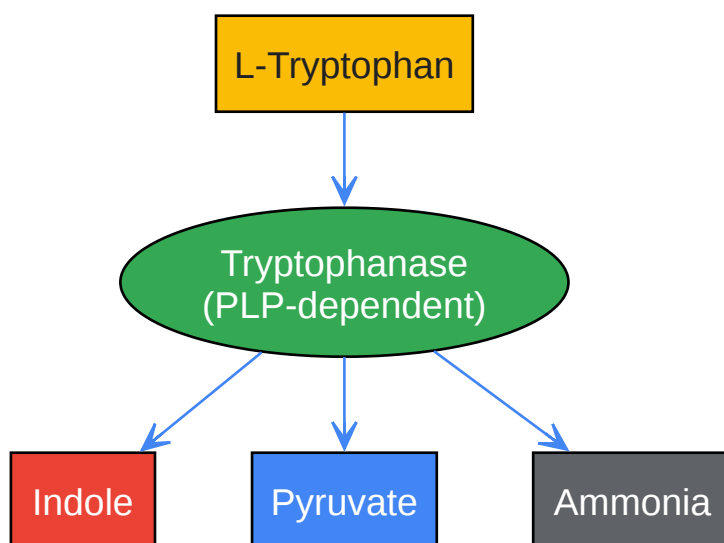 L-Tryptophan
Tryptophanase
(PLP-dependent)
Indole
Pyruvate
Ammonia